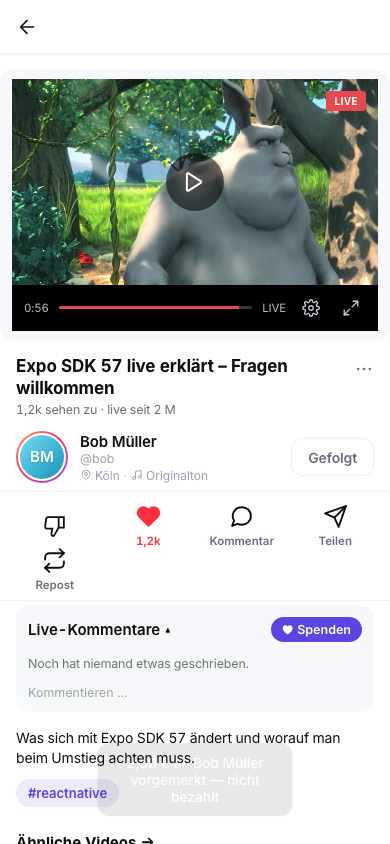 LIVE
0:56
LIVE
Expo SDK 57 live erklärt – Fragen
willkommen
1,2k sehen zu · live seit 2 M
BM
Bob Müller
@bob
Köln · Originalton
Gefolgt
1,2k
Kommentar
Teilen
Repost
Live-Kommentare ▴
Spenden
Noch hat niemand etwas geschrieben.
Kommentieren ...
Was sich mit Expo SDK 57 ändert und worauf man
beim Umstieg achten muss.
Bob Müller
vorgemerkt — nicht
bezahlt
#reactnative
Ähnliche Videos →